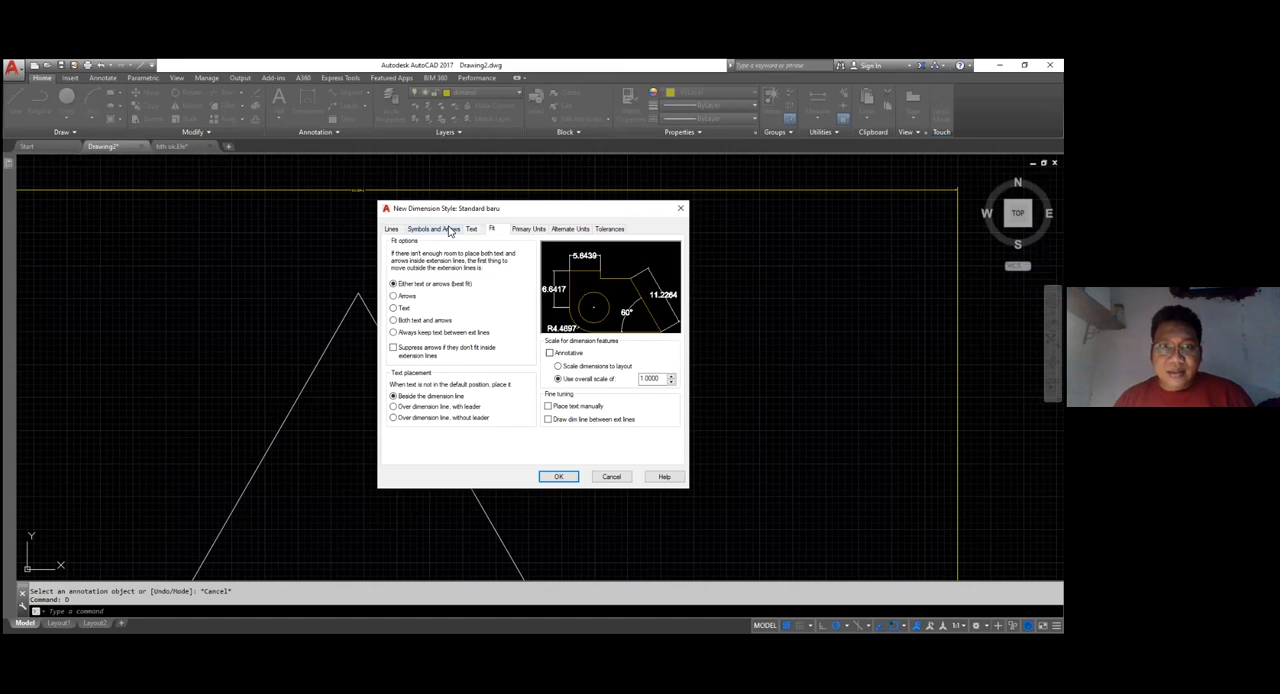 Autodesk AutoCAD 2017 Drawing2.dwg
Type a keyword or phrase
Sign In
Home Insert Annotate Parametric View Manage Output Add-ins A360 Express Tools Featured Apps BIM 360 Performance
Draw Modify Annotation Layers Block Properties Groups Utilities Clipboard View Touch
Start Drawing2*
N
W TOP E
S
New Dimension Style: Standard baru
Lines Symbols and Arrows Text Fit Primary Units Alternate Units Tolerances
Fit options
If there isn't enough room to place both text and
arrows inside extension lines, the first thing to
move outside the extension lines is:
Either text or arrows (best fit)
Arrows
Text
Both text and arrows
Always keep text between ext lines
Suppress arrows if they don't fit inside
extension lines
Text placement
When text is not in the default position, place it
Beside the dimension line
Over dimension line, with leader
Over dimension line, without leader
5.6439
6.6417
11.2264
60°
R4.4697
Scale for dimension features
Annotative
Scale dimensions to layout
Use overall scale of: 1.0000
Fine tuning
Place text manually
Draw dim line between ext lines
OK Cancel Help
Y
X
Select an annotation object or [Undo/Mode]: *Cancel*
Command: D
Type a command
Model Layout1 Layout2 +
MODEL 1:1